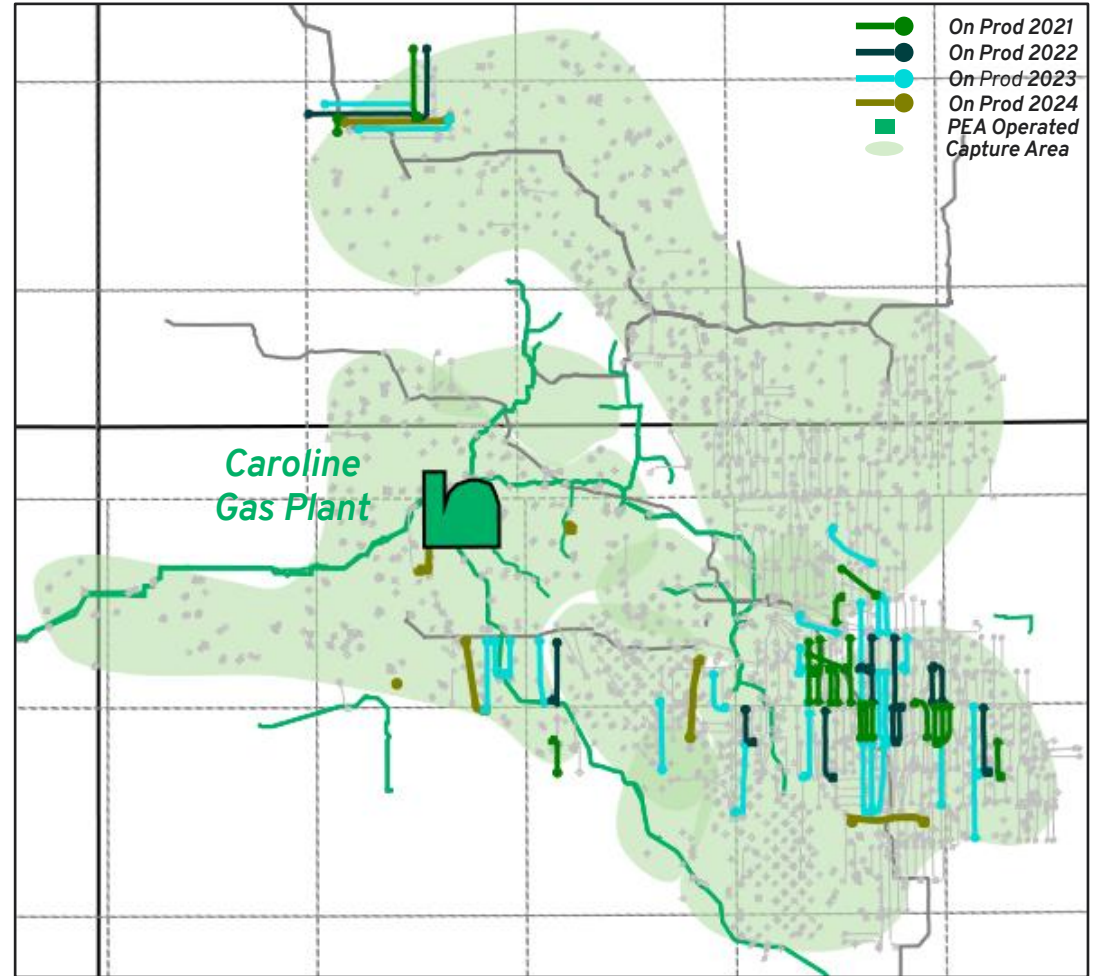 On Prod 2021
On Prod 2022
On Prod 2023
On Prod 2024
PEA Operated
Capture Area
Caroline
Gas Plant